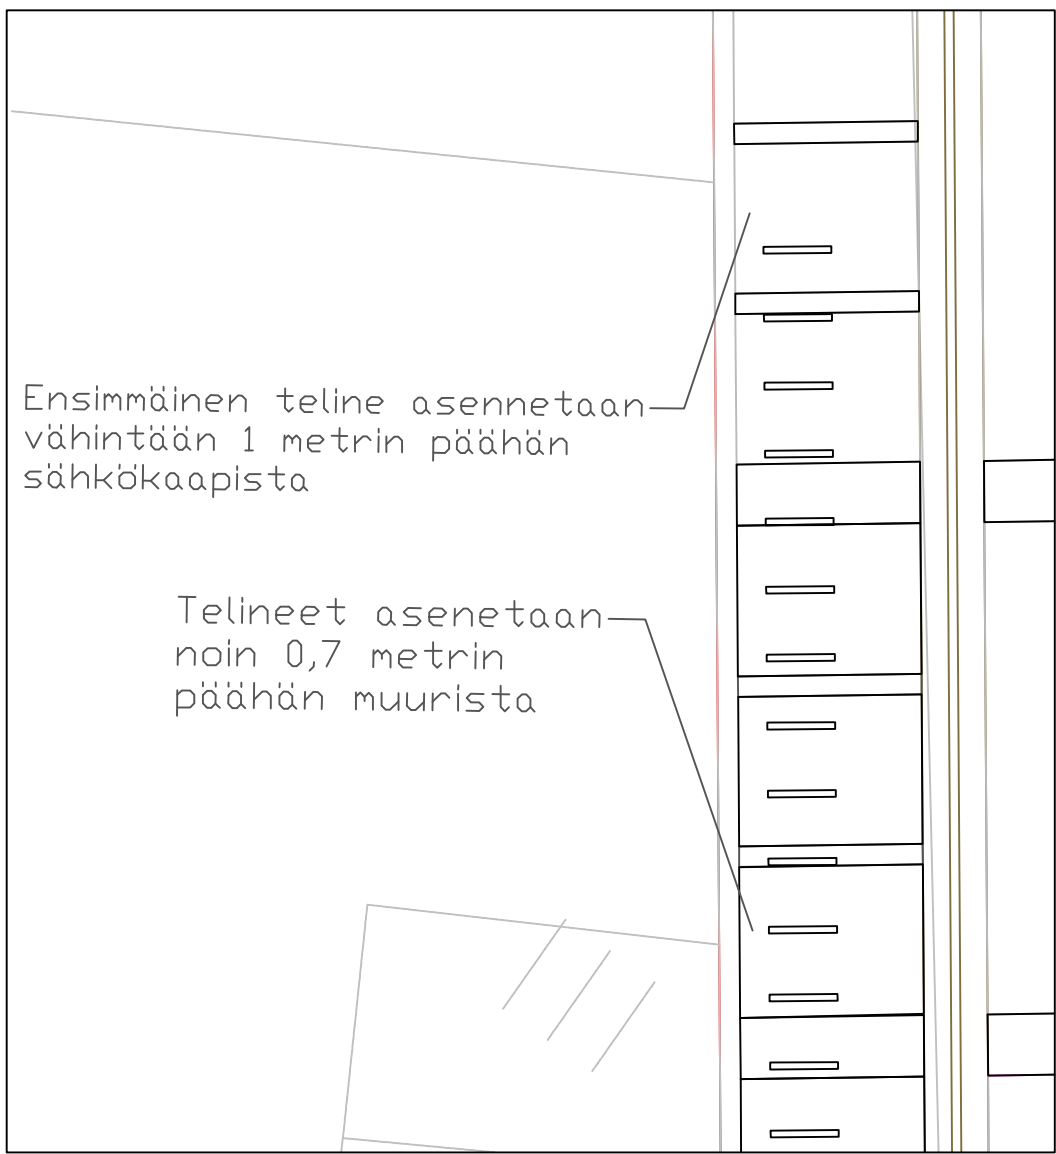 Ensimmäinen teline asennetaan
vähintään 1 metrin päähän
sähkökaapista
Telineet asenetaan
noin 0,7 metrin
päähän muurista